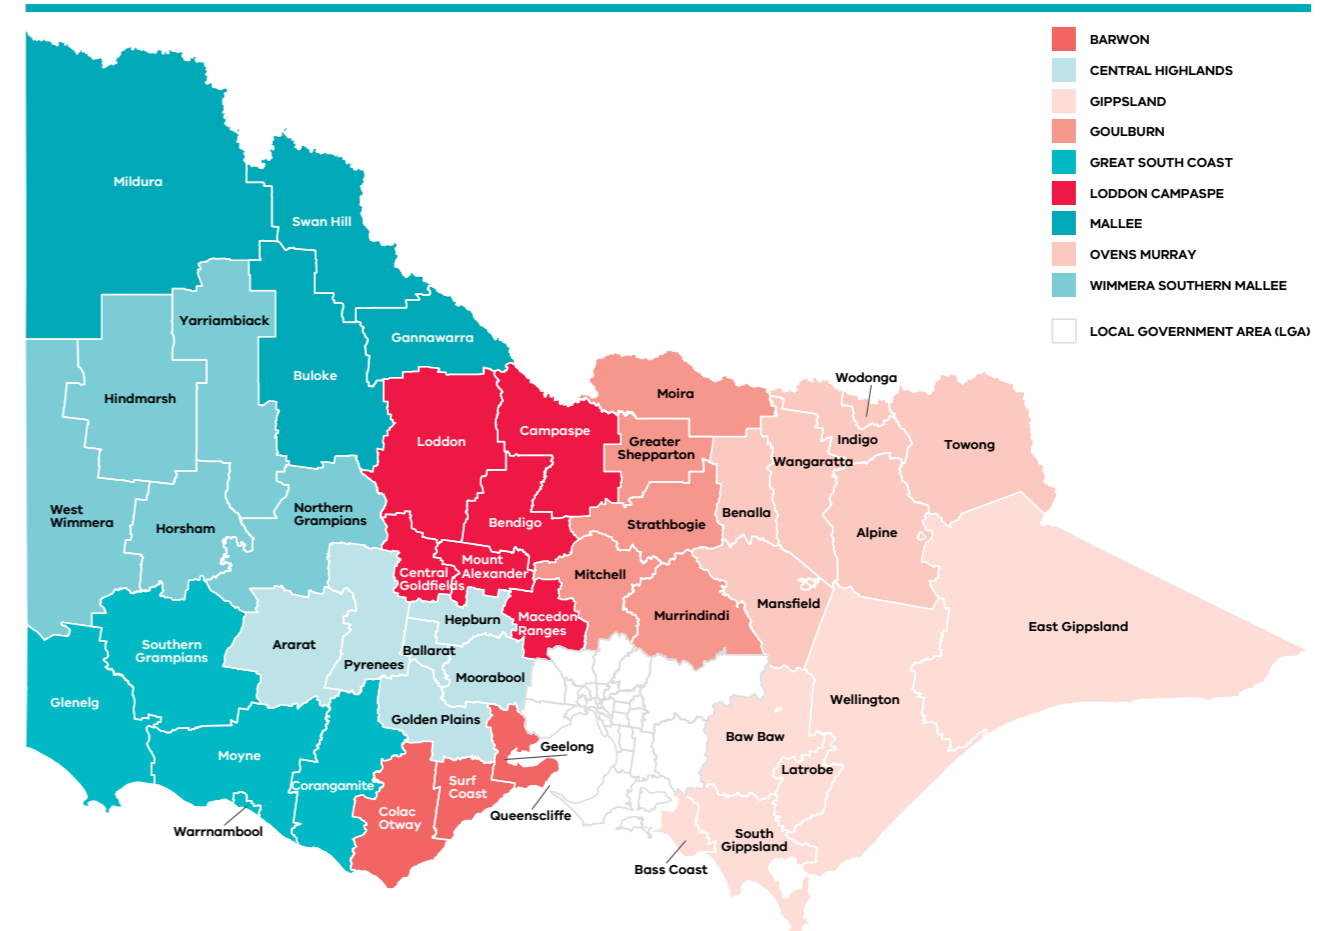 BARWON
CENTRAL HIGHLANDS
GIPPSLAND
GOULBURN
GREAT SOUTH COAST
LODDON CAMPASPE
MALLEE
OVENS MURRAY
WIMMERA SOUTHERN MALLEE
LOCAL GOVERNMENT AREA (LGA)
Mildura
Swan Hill
Yarriambiack
Gannawarra
Buloke
Hindmarsh
Wodonga
Moira
Loddon
Campaspe
Greater
Shepparton
Indigo
Wangaratta
Towong
West
Wimmera
Horsham
Northern
Grampians
Bendigo
Strathbogie
Benalla
Alpine
Central
Goldfields
Mount
Alexander
Mitchell
Mansfield
Hepburn
Macedon
Ranges
Murrindindi
East Gippsland
Southern
Grampians
Ararat
Pyrenees
Ballarat
Moorabool
Glenelg
Wellington
Golden Plains
Baw Baw
Geelong
Moyne
Latrobe
Corangamite
Surf
Coast
Colac
Otway
Queenscliffe
Warrnambool
South
Gippsland
Bass Coast